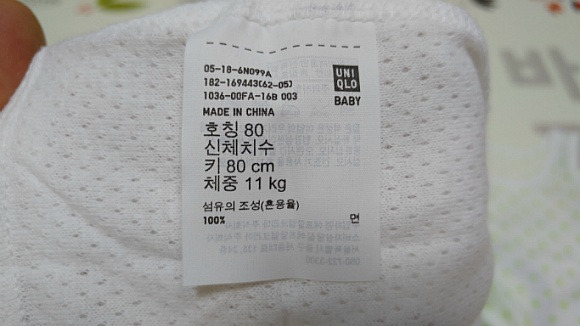 05-18-6N099A
182-169443(62-05)
1036-00FA-16B 003
UNI
QLO
BABY
MADE IN CHINA
호칭 80
신체치수
키 80 cm
체중 11 kg
섬유의 조성(혼용율)
100% 면